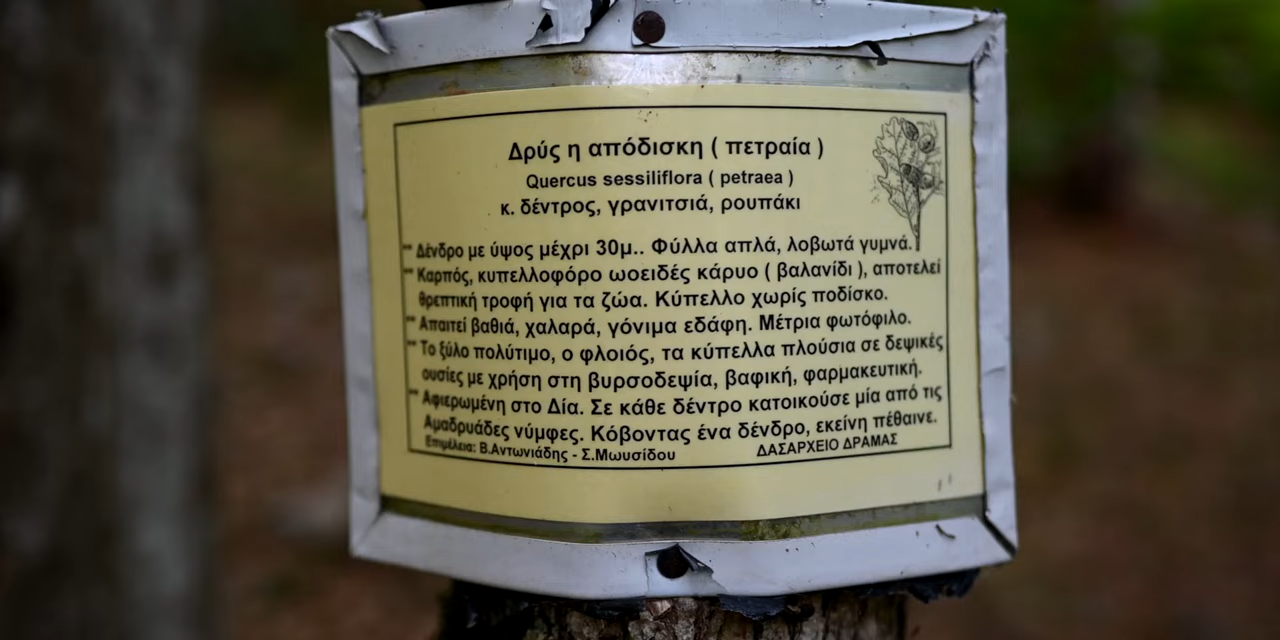 Δρύς η απόδισκη ( πετραία )
Quercus sessiliflora ( petraea )
κ. δέντρος, γρανιτσιά, ρουπάκι
** Δένδρο με ύψος μέχρι 30μ.. Φύλλα απλά, λοβωτά γυμνά.
** Καρπός, κυπελλοφόρο ωοειδές κάρυο ( βαλανίδι ), αποτελεί
θρεπτική τροφή για τα ζώα. Κύπελλο χωρίς ποδίσκο.
** Απαιτεί βαθιά, χαλαρά, γόνιμα εδάφη. Μέτρια φωτόφιλο.
** Το ξύλο πολύτιμο, ο φλοιός, τα κύπελλα πλούσια σε δεψικές
ουσίες με χρήση στη βυρσοδεψία, βαφική, φαρμακευτική.
** Αφιερωμένη στο Δία. Σε κάθε δέντρο κατοικούσε μία από τις
Αμαδρυάδες νύμφες. Κόβοντας ένα δένδρο, εκείνη πέθαινε.
Επιμέλεια: Β.Αντωνιάδης - Σ.Μωυσίδου ΔΑΣΑΡΧΕΙΟ ΔΡΑΜΑΣ